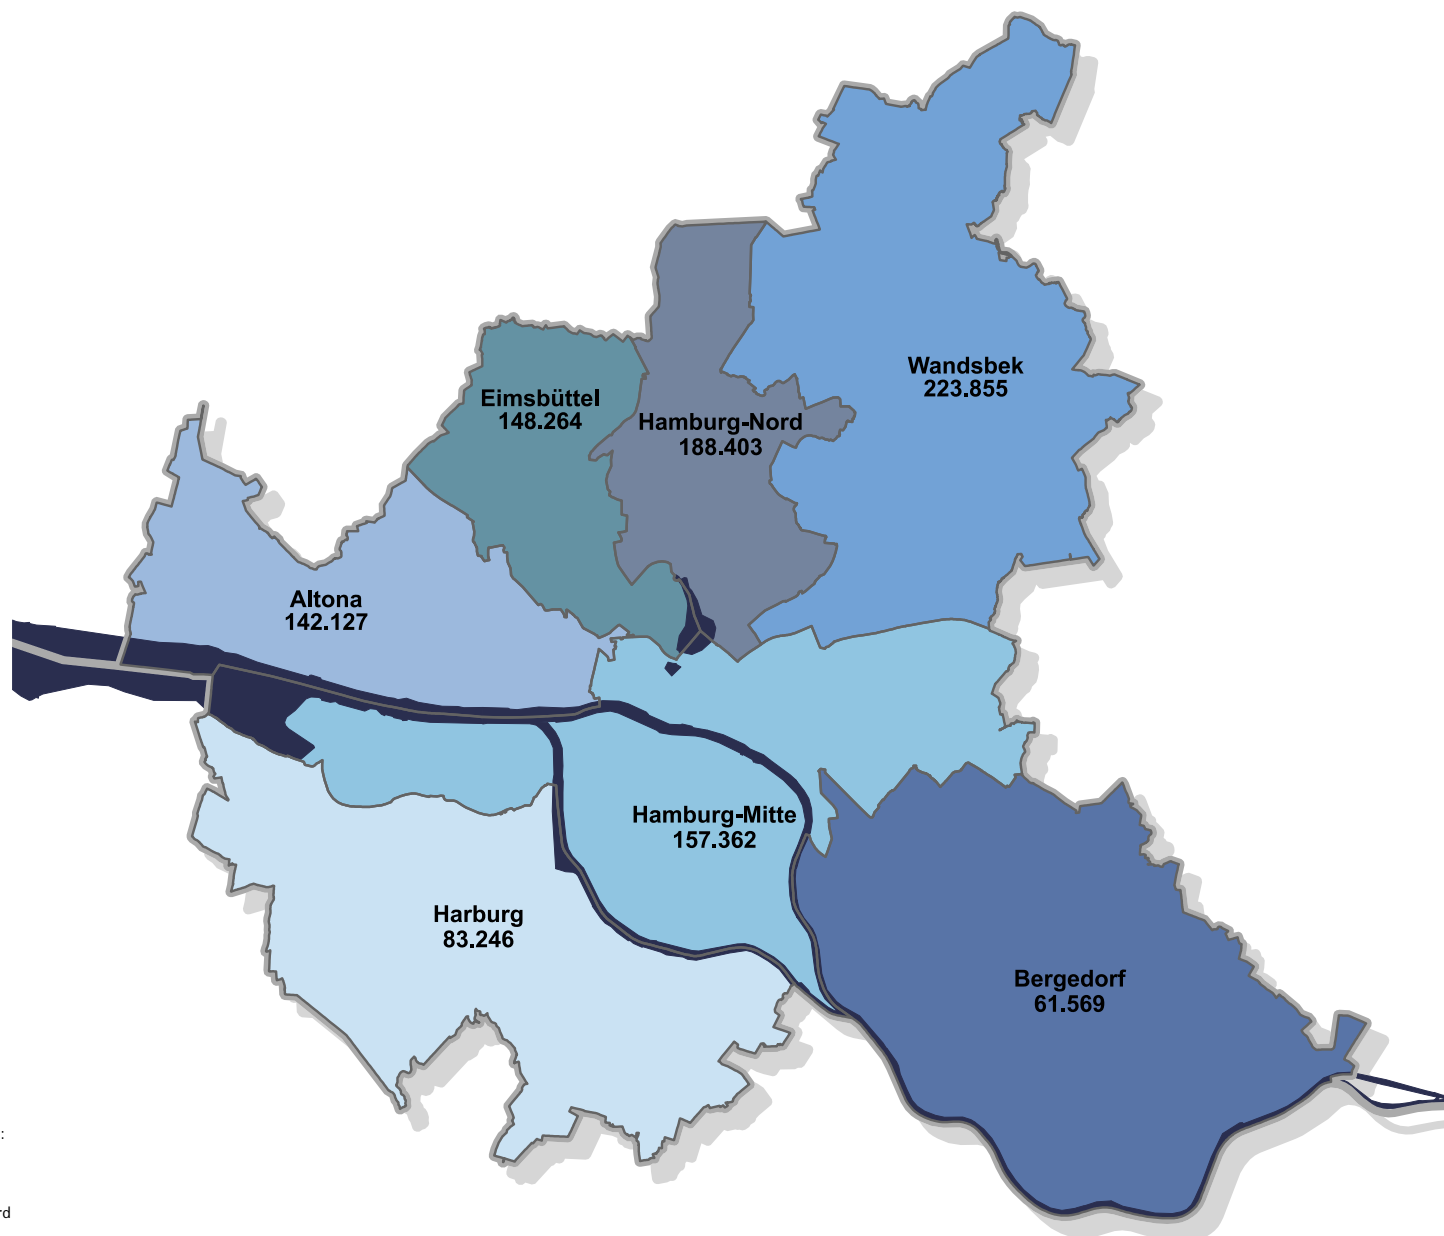 Wandsbek
223.855
Eimsbüttel
148.264
Hamburg-Nord
188.403
Altona
142.127
Hamburg-Mitte
157.362
Harburg
83.246
Bergedorf
61.569
:
rd